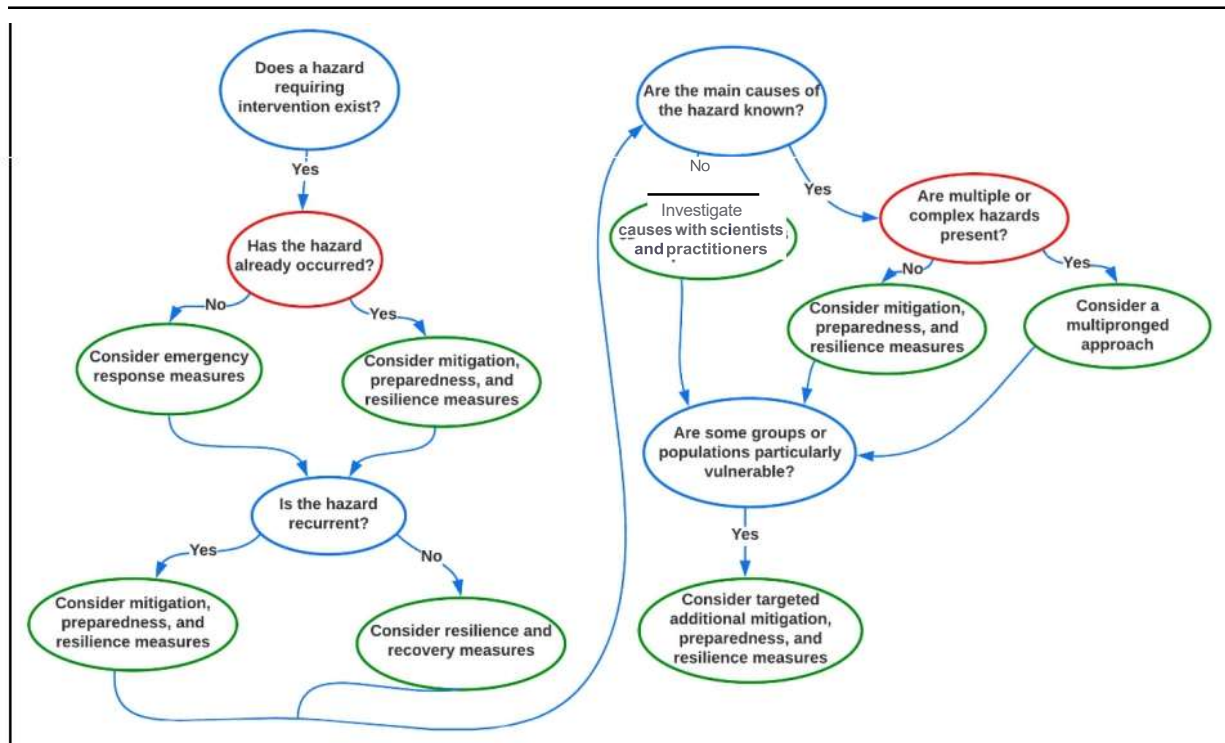 Does a hazard
requiring
intervention exist?
Yes
Has the hazard
already occurred?
No
Yes
Consider emergency
response measures
Consider mitigation,
preparedness, and
resilience measures
Is the hazard
recurrent?
Yes
No
Consider mitigation,
preparedness, and
resilience measures
Consider resilience and
recovery measures
Are the main causes of
the hazard known?
No
Yes
Investigate
causes with scientists
and practitioners
Are multiple or
complex hazards
present?
No
Yes
Consider mitigation,
preparedness, and
resilience measures
Consider a
multipronged
approach
Are some groups or
populations particularly
vulnerable?
Yes
Consider targeted
additional mitigation,
preparedness, and
resilience measures